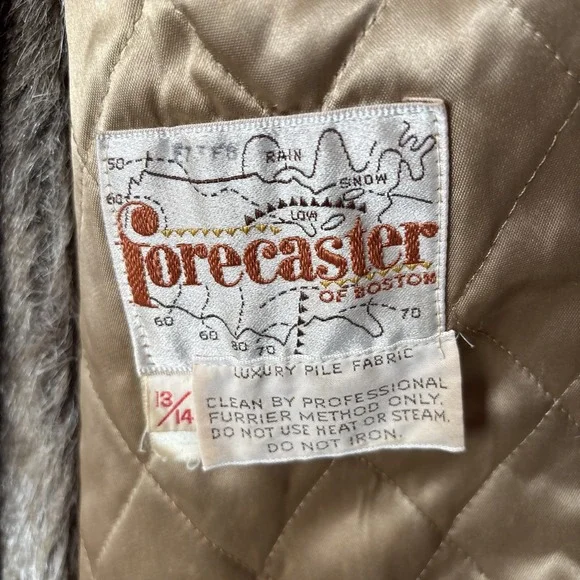 50 RAIN
60 SNOW
LOW
forecaster
OF BOSTON
60 60 80 70 70
LUXURY PILE FABRIC
13/14
CLEAN BY PROFESSIONAL
FURRIER METHOD ONLY.
DO NOT USE HEAT OR STEAM.
DO NOT IRON.